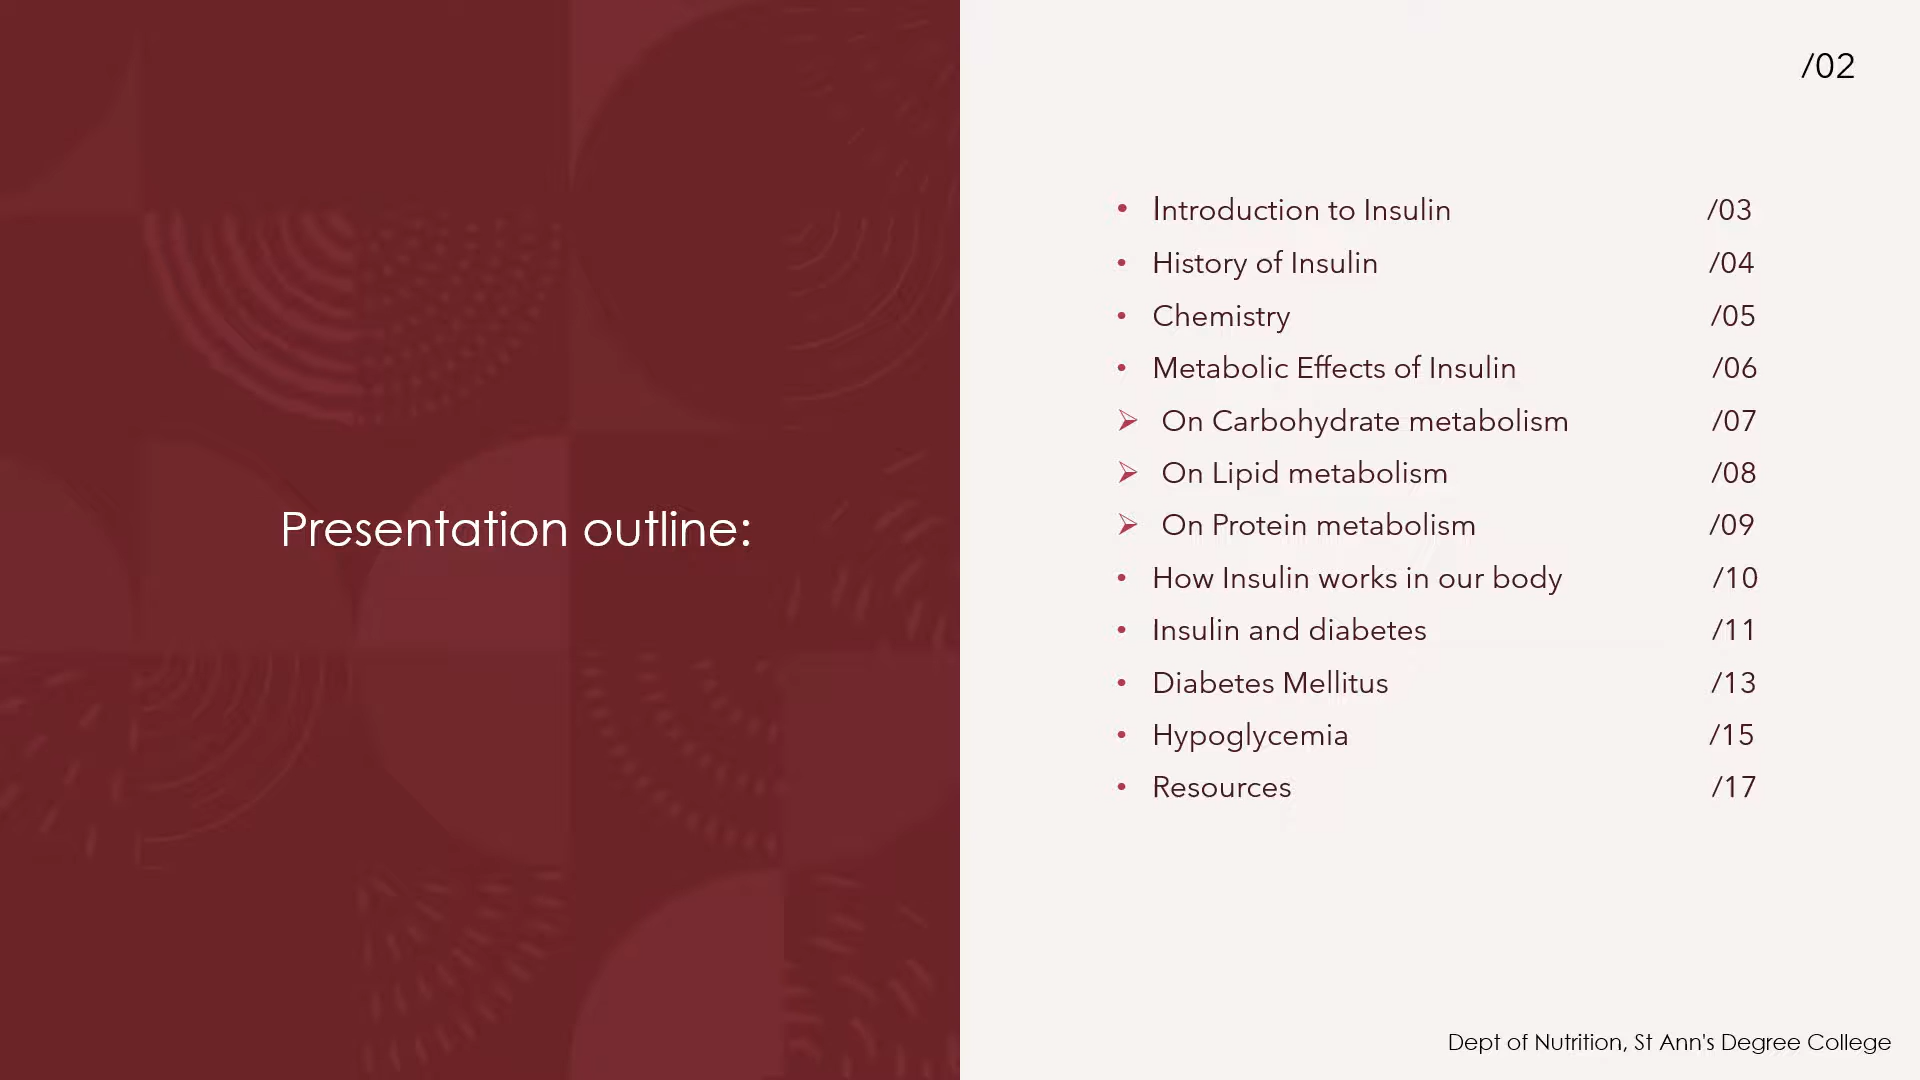 /02
Presentation outline:
• Introduction to Insulin /03
• History of Insulin /04
• Chemistry /05
• Metabolic Effects of Insulin /06
➢ On Carbohydrate metabolism /07
➢ On Lipid metabolism /08
➢ On Protein metabolism /09
• How Insulin works in our body /10
• Insulin and diabetes /11
• Diabetes Mellitus /13
• Hypoglycemia /15
• Resources /17
Dept of Nutrition, St Ann's Degree College